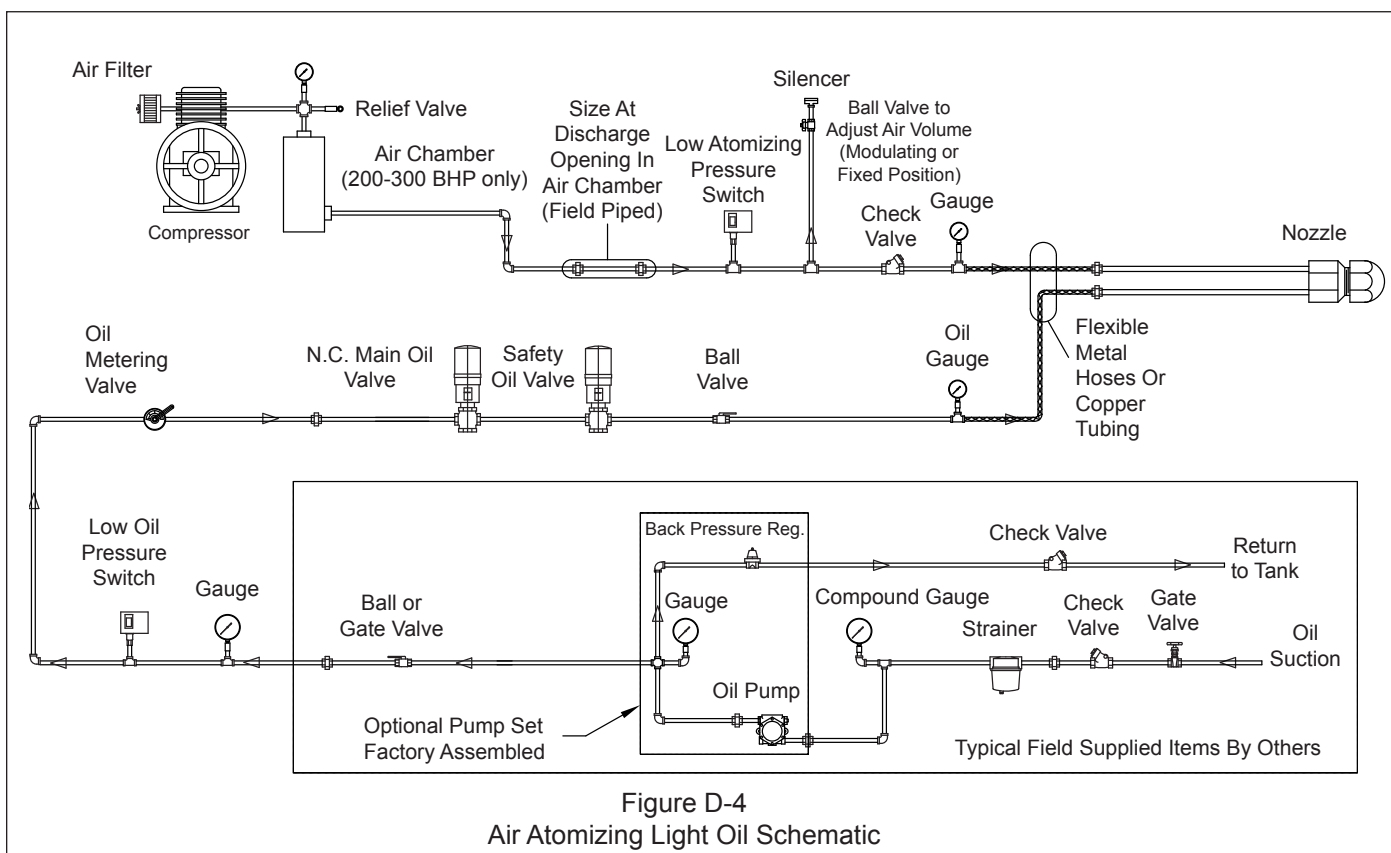 Air Filter
Relief Valve
Compressor
Air Chamber
(200-300 BHP only)
Size At
Discharge
Opening In
Air Chamber
(Field Piped)
Low Atomizing
Pressure
Switch
Silencer
Ball Valve to
Adjust Air Volume
(Modulating or
Fixed Position)
Check
Valve
Gauge
Nozzle
Oil
Metering
Valve
N.C. Main Oil
Valve
Safety
Oil Valve
Ball
Valve
Oil
Gauge
Flexible
Metal
Hoses Or
Copper
Tubing
Low Oil
Pressure
Switch
Gauge
Ball or
Gate Valve
Back Pressure Reg.
Gauge
Oil Pump
Optional Pump Set
Factory Assembled
Check Valve
Return
to Tank
Compound Gauge
Strainer
Check
Valve
Gate
Valve
Oil
Suction
Typical Field Supplied Items By Others
Figure D-4
Air Atomizing Light Oil Schematic